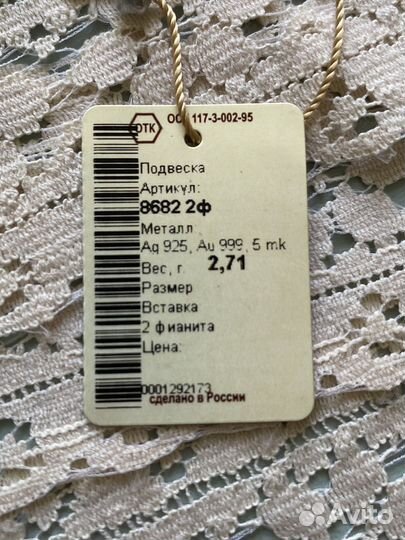 ОТК ОСТ 117-3-002-95
Подвеска
Артикул:
8682 2ф
Металл
Ag 925, Au 999, 5 mk
Вес, г. 2,71
Размер
Вставка
2 фианита
Цена:
0001292173
сделано в России
Avito